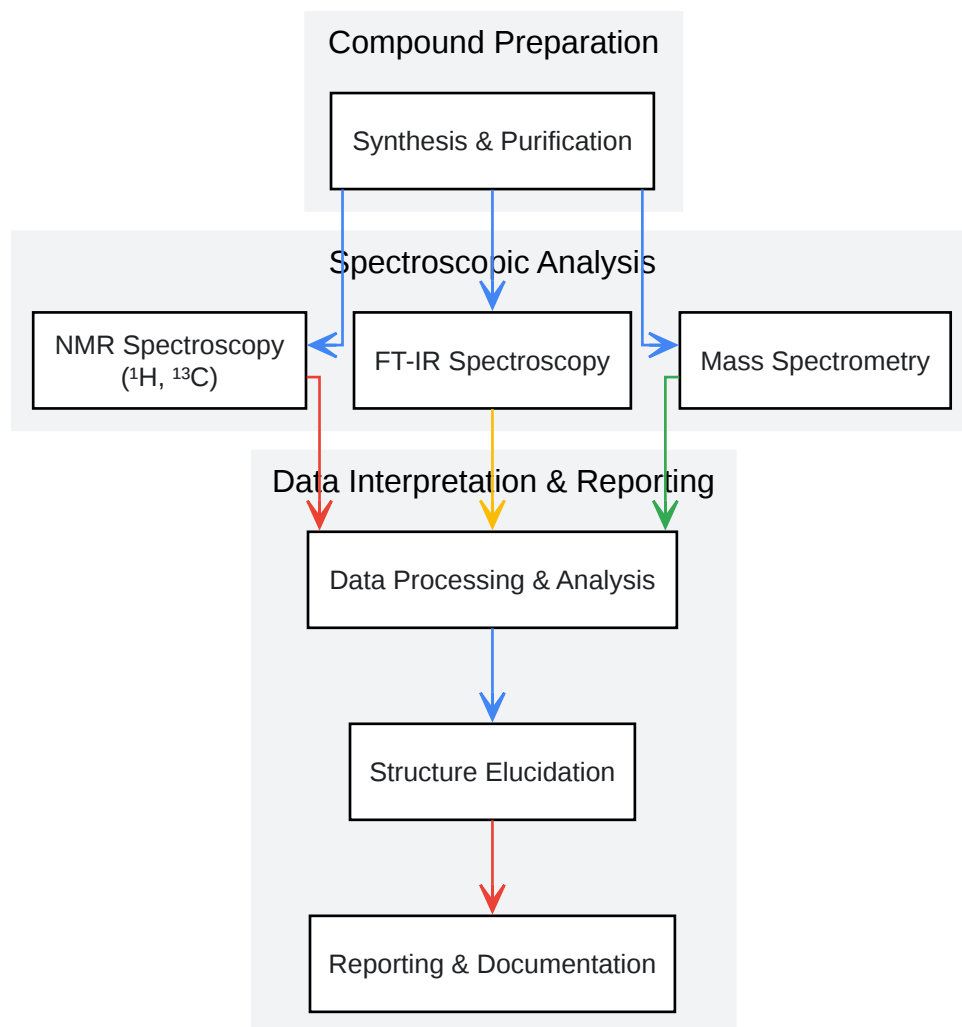 Compound Preparation
Synthesis & Purification
Spectroscopic Analysis
NMR Spectroscopy
(¹H, ¹³C)
FT-IR Spectroscopy
Mass Spectrometry
Data Interpretation & Reporting
Data Processing & Analysis
Structure Elucidation
Reporting & Documentation